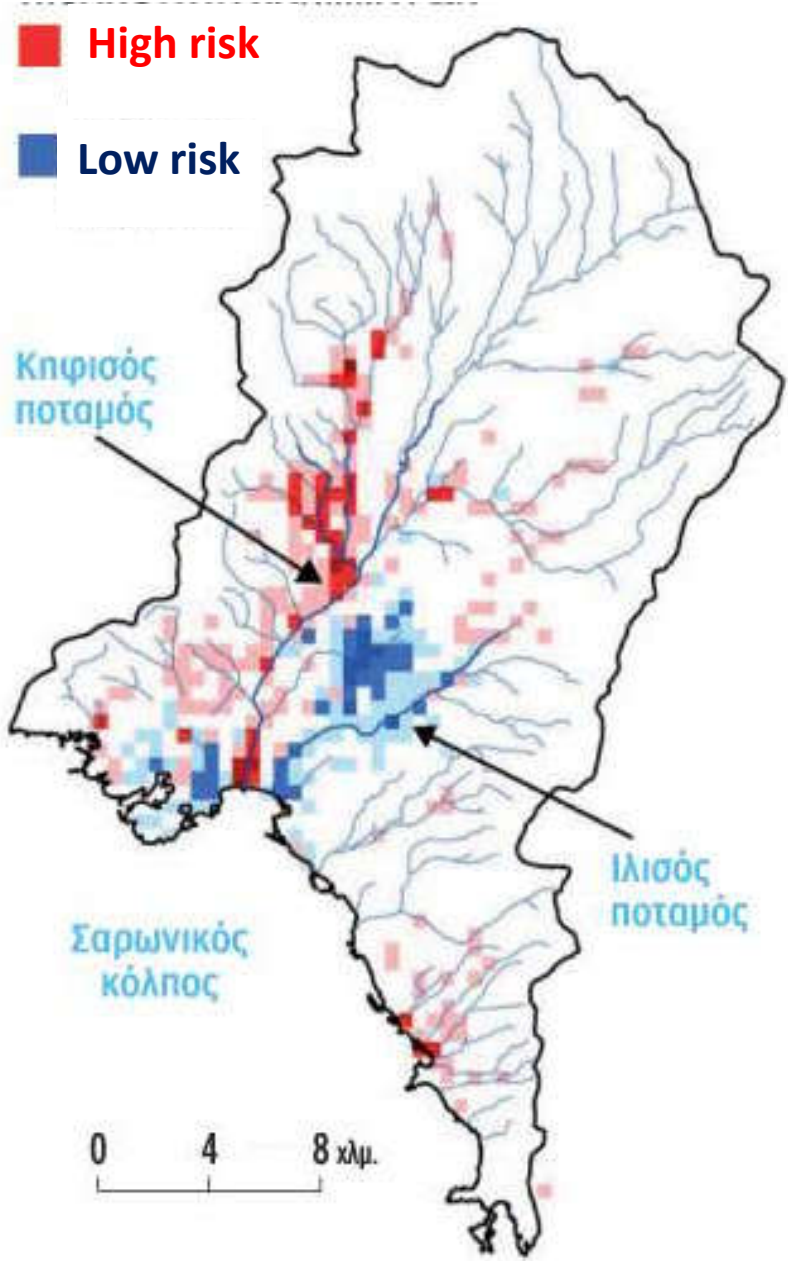 High risk
Low risk
Κηφισός
ποταμός
Ιλισός
ποταμός
Σαρωνικός
κόλπος
0 4 8 χλμ.